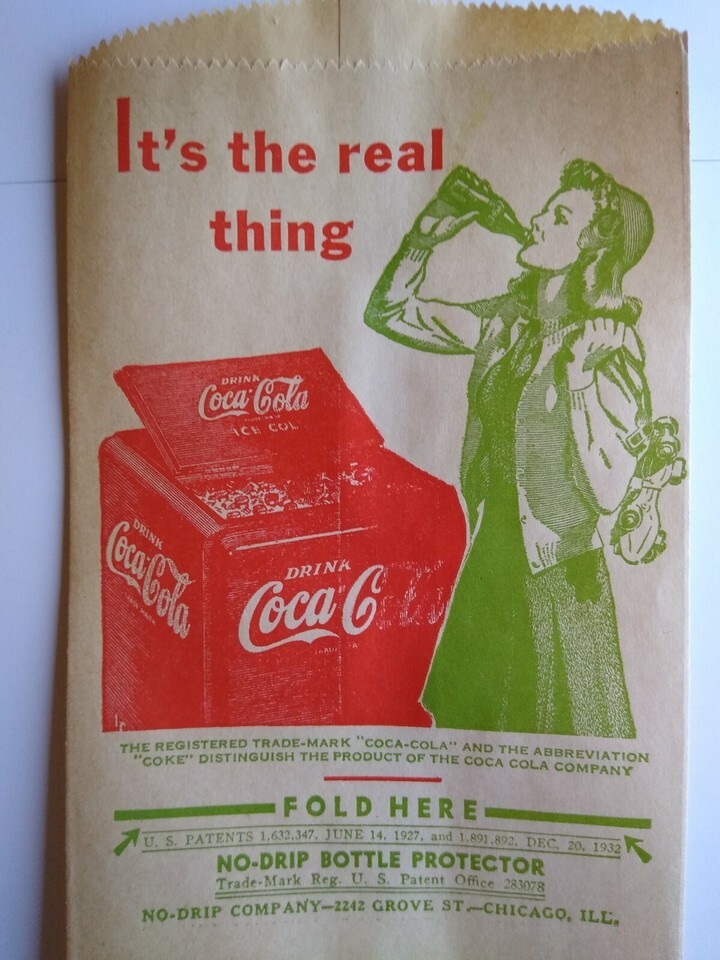 It's the real
thing
DRINK
Coca-Cola
ICE COL
DRINK
Coca-Cola
DRINK
Coca-Cola
THE REGISTERED TRADE-MARK "COCA-COLA" AND THE ABBREVIATION
"COKE" DISTINGUISH THE PRODUCT OF THE COCA COLA COMPANY
FOLD HERE
U. S. PATENTS 1,632,347, JUNE 14, 1927, and 1,891,892, DEC. 20, 1932
NO-DRIP BOTTLE PROTECTOR
Trade-Mark Reg. U. S. Patent Office 283078
NO-DRIP COMPANY—2242 GROVE ST.—CHICAGO, ILL.